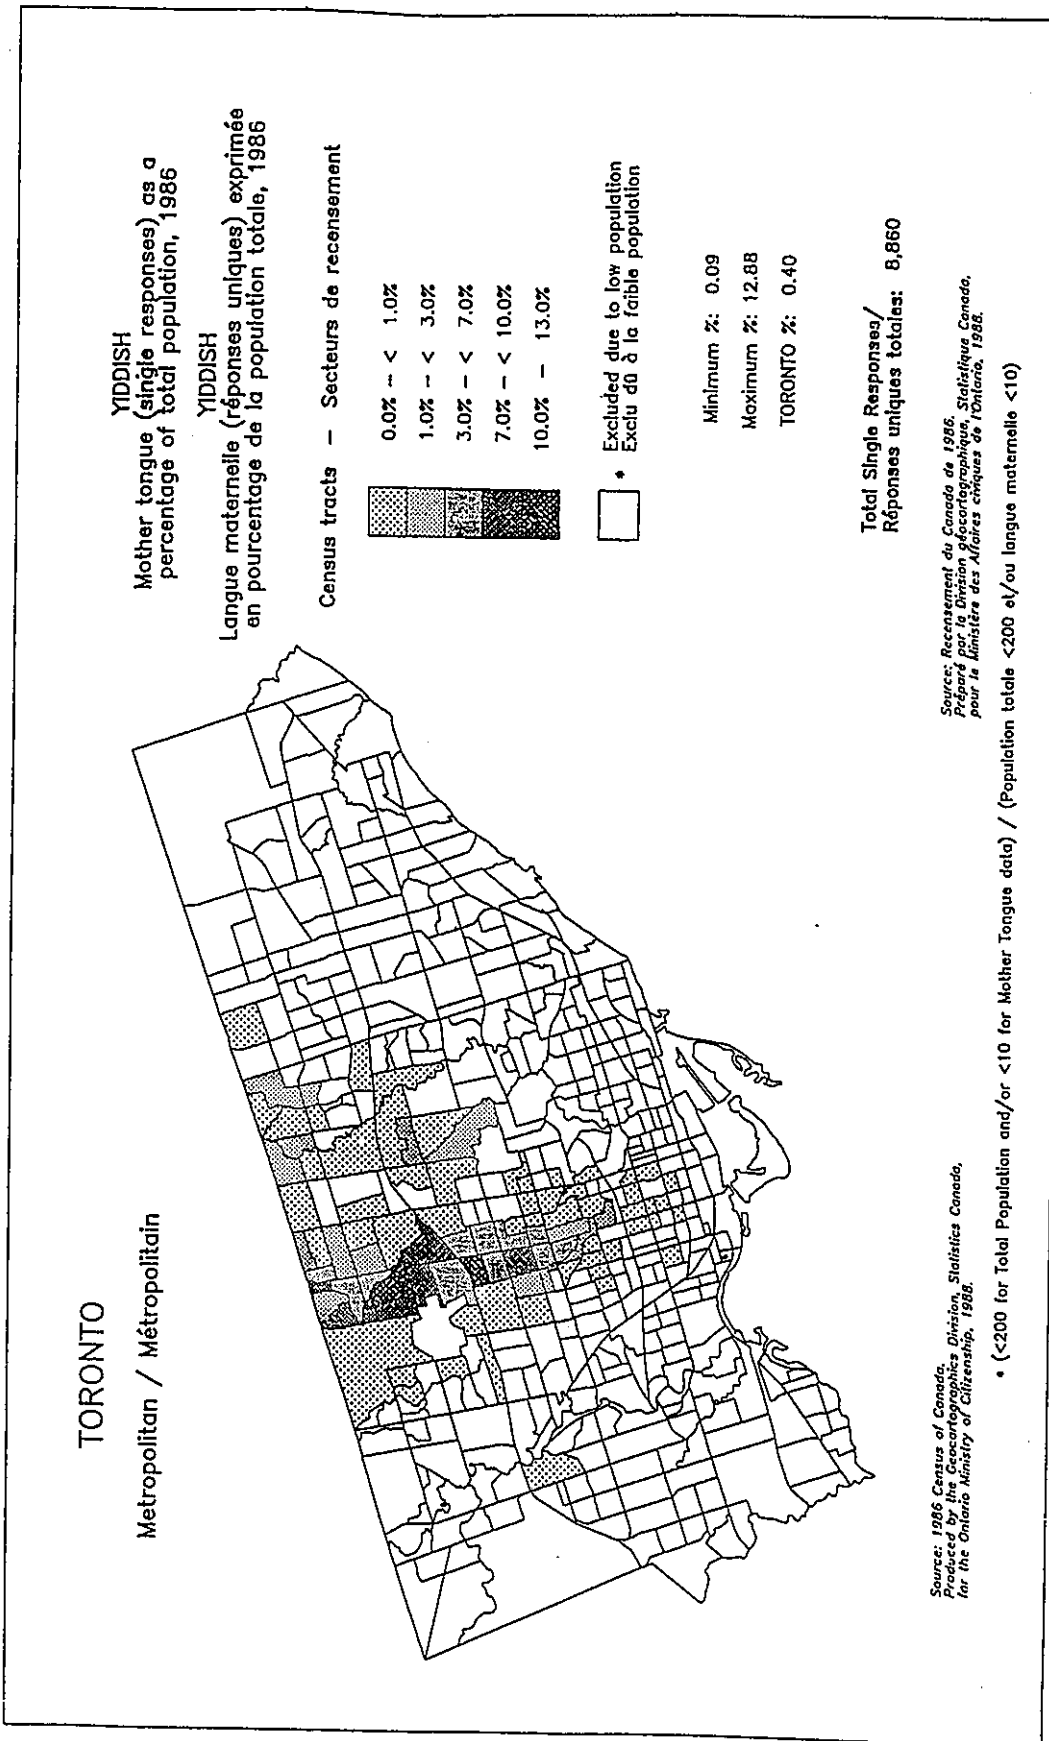 TORONTO
Metropolitan / Métropolitain
YIDDISH
Mother tongue (single responses) as a
percentage of total population, 1986
YIDDISH
Langue maternelle (réponses uniques) exprimée
en pourcentage de la population totale, 1986
Census tracts – Secteurs de recensement
0.0% – < 1.0%
1.0% – < 3.0%
3.0% – < 7.0%
7.0% – < 10.0%
10.0% – 13.0%
* Excluded due to low population
Exclu dû à la faible population
Minimum %: 0.09
Maximum %: 12.88
TORONTO %: 0.40
Total Single Responses/
Réponses uniques totales: 8,860
Source: 1986 Census of Canada.
Produced by the Geocartographics Division, Statistics Canada,
for the Ontario Ministry of Citizenship, 1988.
Source: Recensement du Canada de 1986.
Préparé par la Division géocartographique, Statistique Canada,
pour le Ministère des Affaires civiques de l'Ontario, 1988.
* (<200 for Total Population and/or <10 for Mother Tongue data) / (Population totale <200 et/ou langue maternelle <10)